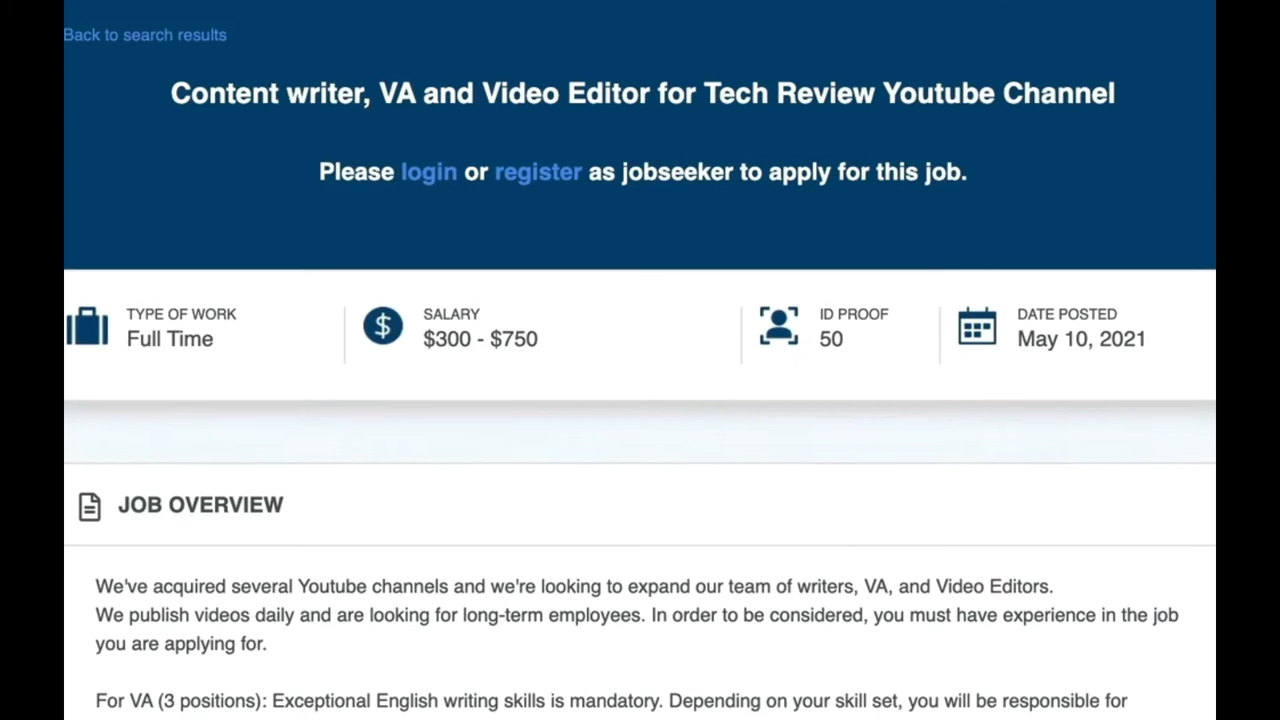 Back to search results
Content writer, VA and Video Editor for Tech Review Youtube Channel
Please login or register as jobseeker to apply for this job.
TYPE OF WORK
Full Time
SALARY
$300 - $750
ID PROOF
50
DATE POSTED
May 10, 2021
JOB OVERVIEW
We've acquired several Youtube channels and we're looking to expand our team of writers, VA, and Video Editors.
We publish videos daily and are looking for long-term employees. In order to be considered, you must have experience in the job
you are applying for.
For VA (3 positions): Exceptional English writing skills is mandatory. Depending on your skill set, you will be responsible for